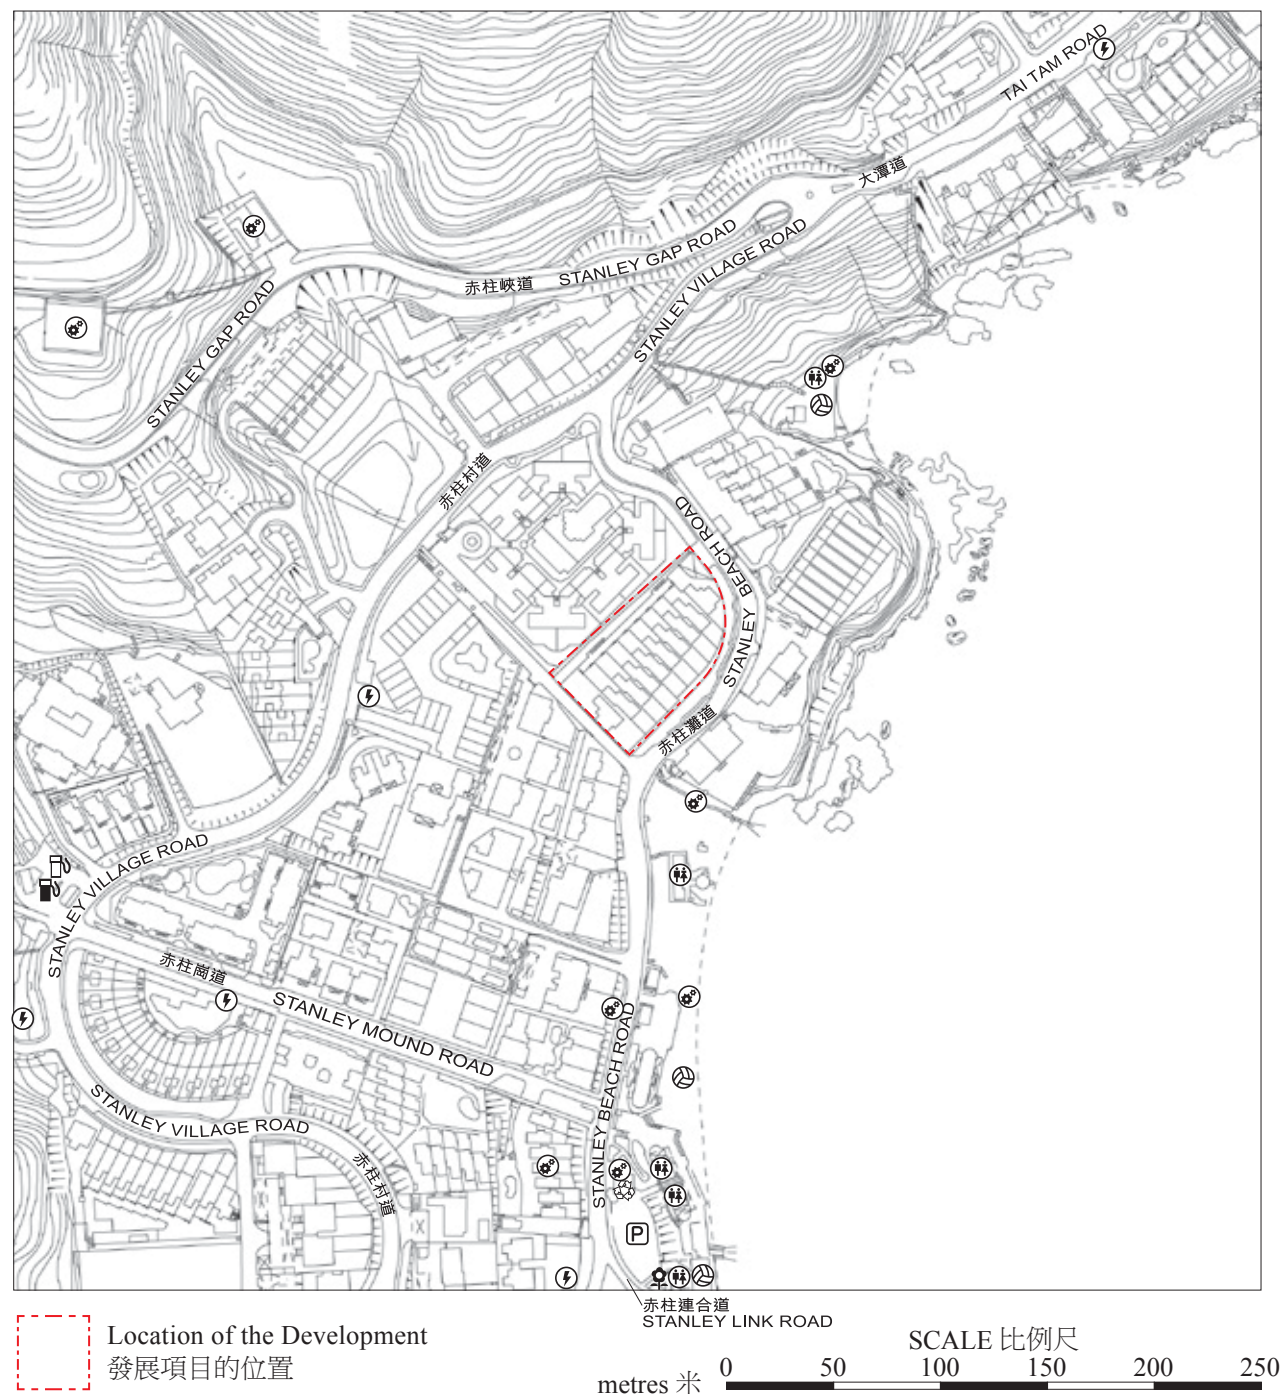 TAI TAM ROAD
大潭道
STANLEY GAP ROAD
赤柱峽道
STANLEY VILLAGE ROAD
STANLEY GAP ROAD
赤柱村道
STANLEY BEACH ROAD
STANLEY BEACH ROAD
赤柱灘道
STANLEY VILLAGE ROAD
赤柱崗道
STANLEY MOUND ROAD
STANLEY BEACH ROAD
STANLEY VILLAGE ROAD
赤柱村道
P
赤柱連合道
STANLEY LINK ROAD
Location of the Development
發展項目的位置
SCALE 比例尺
metres 米 0 50 100 150 200 250